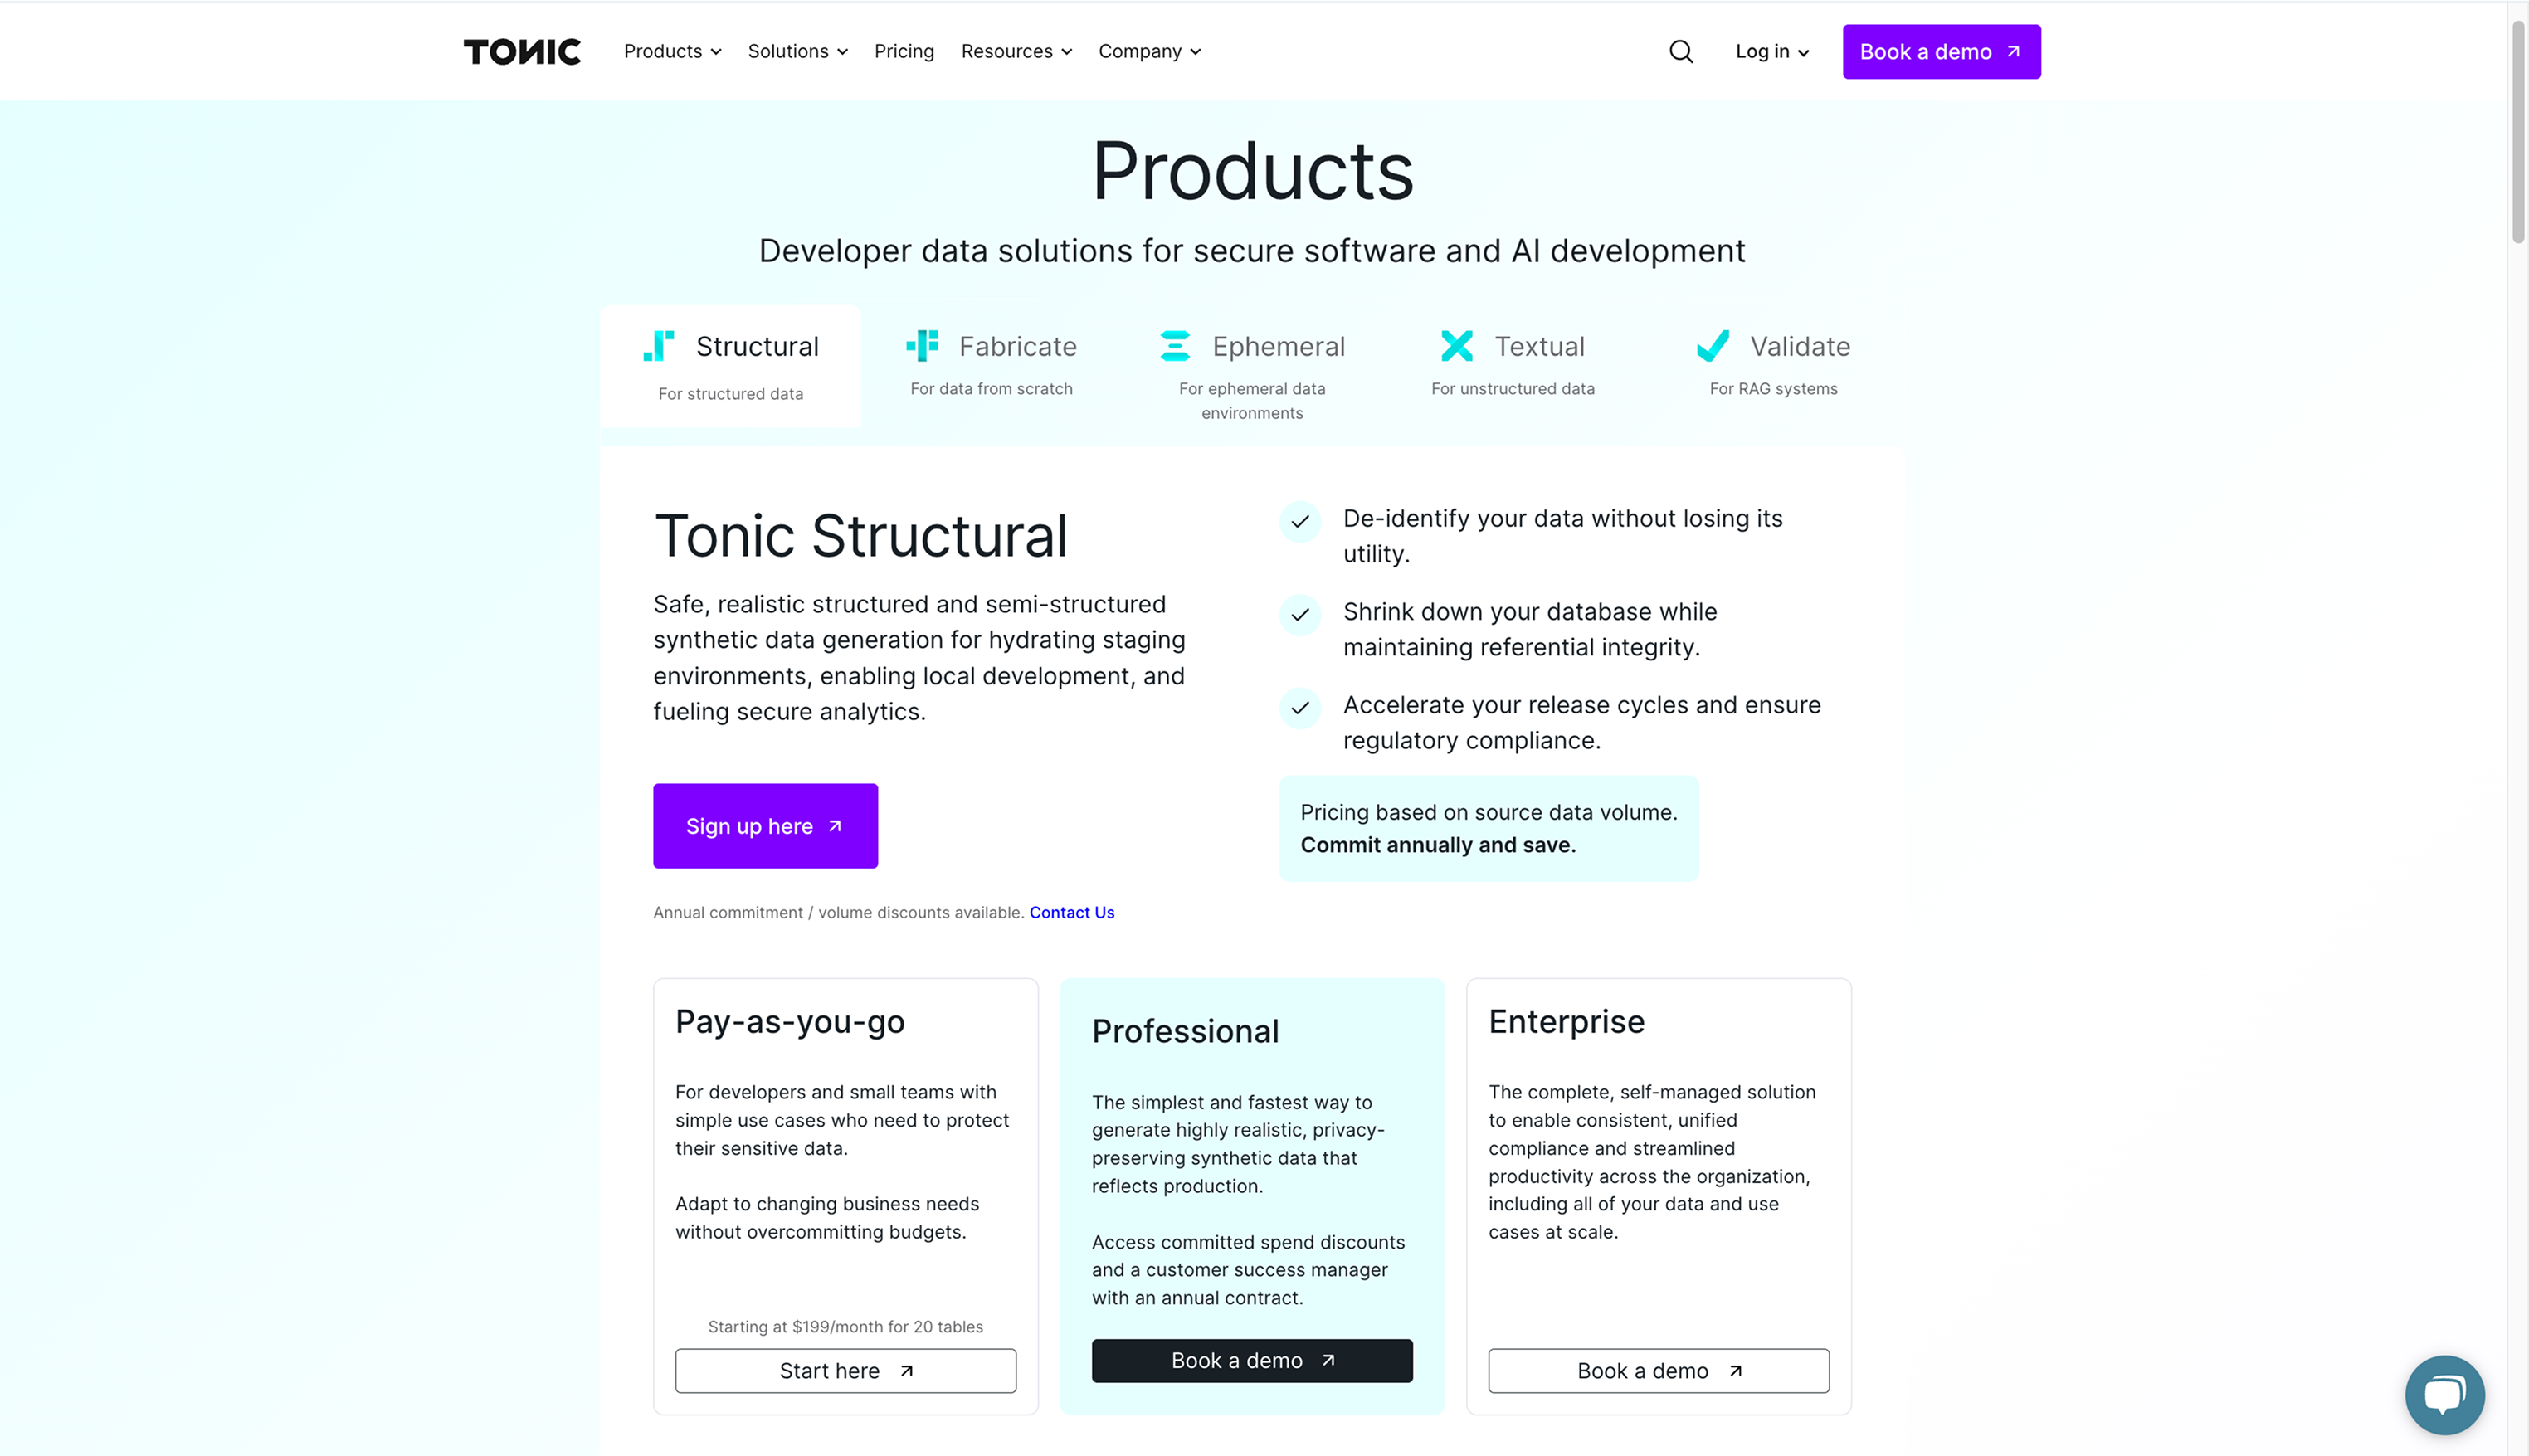 TONIC
Products
Solutions
Pricing
Resources
Company
Log in
Book a demo
Products
Developer data solutions for secure software and AI development
Structural
For structured data
Fabricate
For data from scratch
Ephemeral
For ephemeral data
environments
Textual
For unstructured data
Validate
For RAG systems
Tonic Structural
Safe, realistic structured and semi-structured
synthetic data generation for hydrating staging
environments, enabling local development, and
fueling secure analytics.
Sign up here
Annual commitment / volume discounts available. Contact Us
De-identify your data without losing its
utility.
Shrink down your database while
maintaining referential integrity.
Accelerate your release cycles and ensure
regulatory compliance.
Pricing based on source data volume.
Commit annually and save.
Pay-as-you-go
For developers and small teams with
simple use cases who need to protect
their sensitive data.
Adapt to changing business needs
without overcommitting budgets.
Starting at $199/month for 20 tables
Start here
Professional
The simplest and fastest way to
generate highly realistic, privacy-
preserving synthetic data that
reflects production.
Access committed spend discounts
and a customer success manager
with an annual contract.
Book a demo
Enterprise
The complete, self-managed solution
to enable consistent, unified
compliance and streamlined
productivity across the organization,
including all of your data and use
cases at scale.
Book a demo